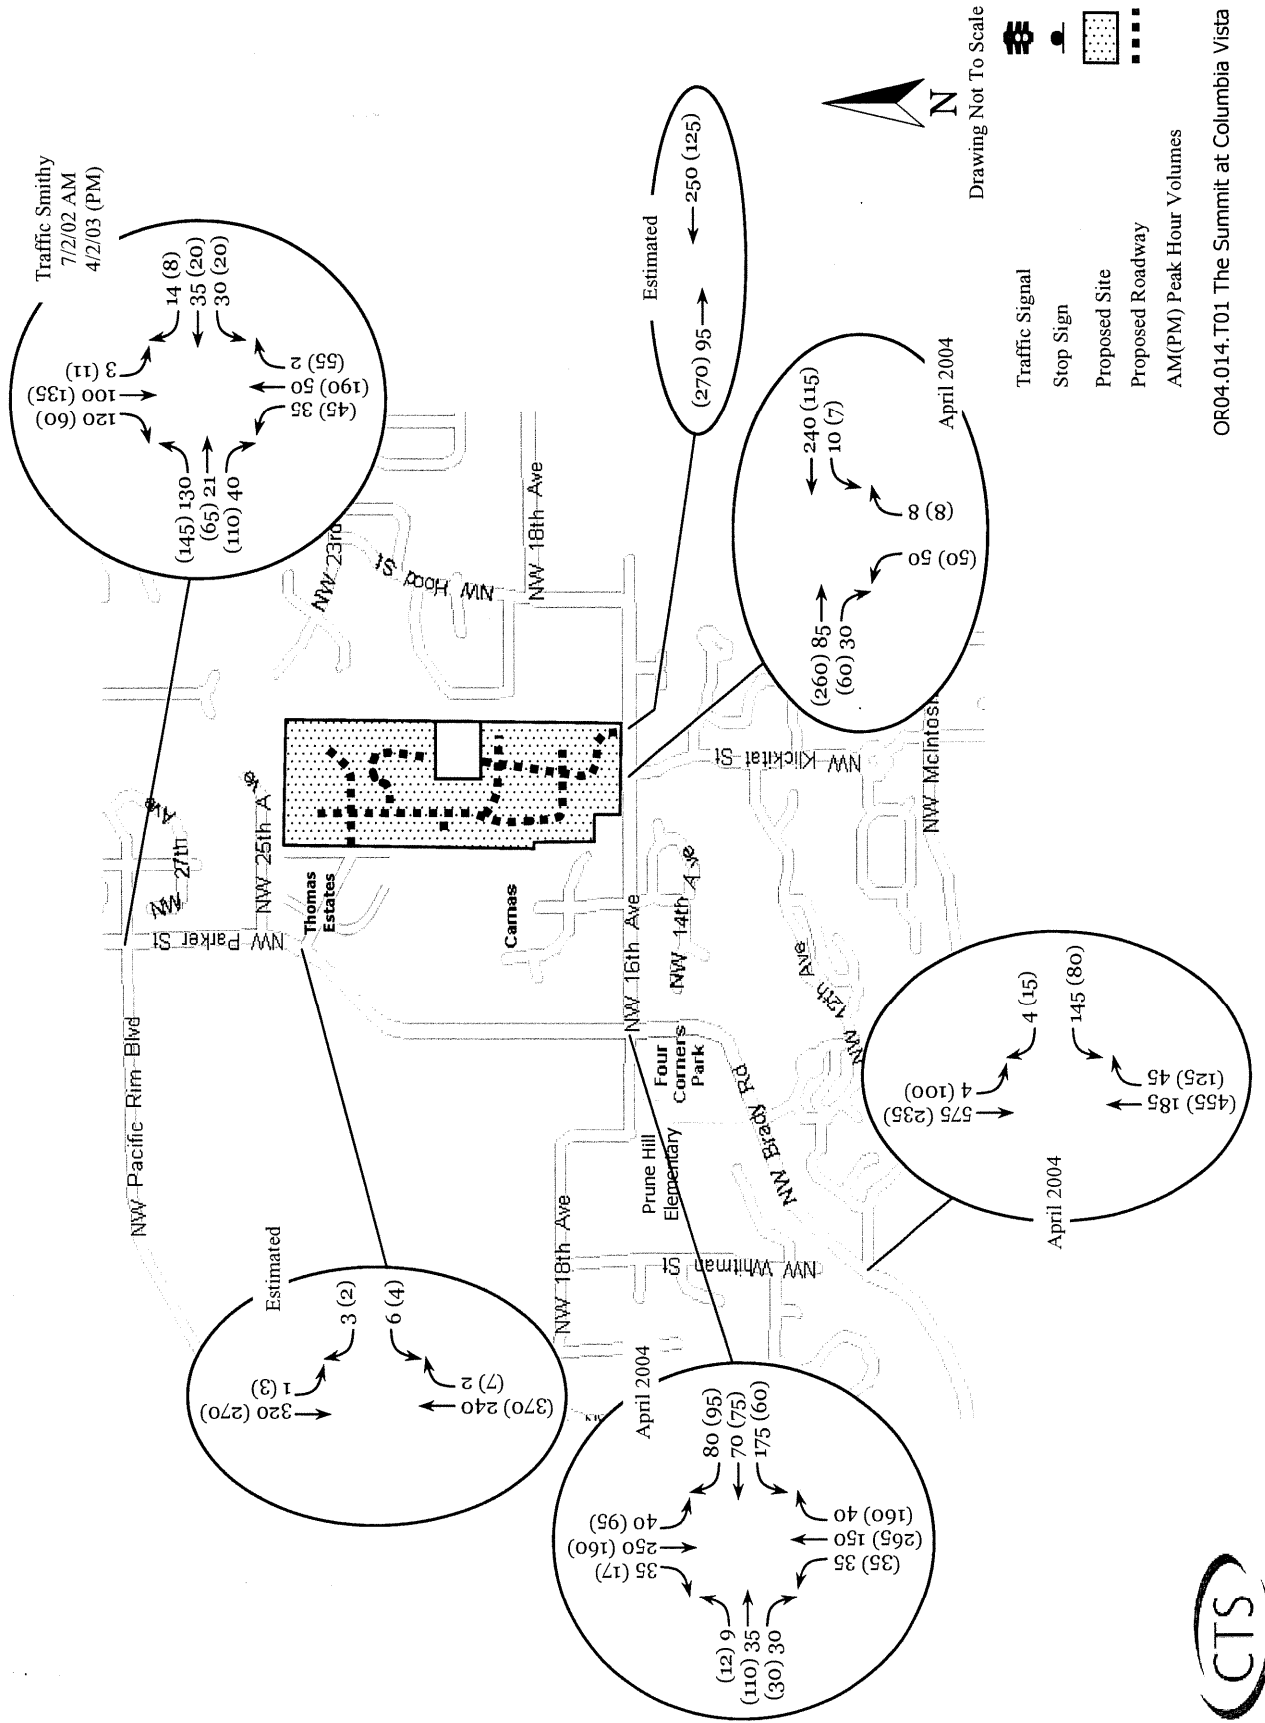 Traffic Smithy
7/2/02 AM
4/2/03 (PM)
120 (60)
100 (135)
3 (11)
14 (8)
35 (20)
30 (20)
(145) 130
(65) 21
(110) 40
(45) 35
(190) 50
(55) 2
Estimated
(270) 95
250 (125)
April 2004
240 (115)
10 (7)
(260) 85
(60) 30
(50) 50
(8) 8
April 2004
575 (235)
4 (100)
4 (15)
145 (80)
(455) 185
(125) 45
Estimated
320 (270)
1 (3)
3 (2)
6 (4)
(370) 240
(7) 2
April 2004
35 (17)
250 (160)
40 (95)
80 (95)
70 (75)
175 (60)
(12) 9
(110) 35
(30) 30
(35) 35
(265) 150
(160) 40
NW Pacific Rim Blvd
NW Parker St
NW 27th Ave
NW 25th Ave
Thomas
Estates
NW 23rd
NW Hood St
NW 18th Ave
Camas
NW 16th Ave
NW 14th Ave
NW 18th Ave
Four
Corners
Park
Prune Hill
Elementary
NW Brady Rd
NW Whitman St
NW 12th Ave
NW Klickitat St
NW McIntosh
N
Drawing Not To Scale
Traffic Signal
Stop Sign
Proposed Site
Proposed Roadway
AM(PM) Peak Hour Volumes
OR04.014.T01 The Summit at Columbia Vista
CTS